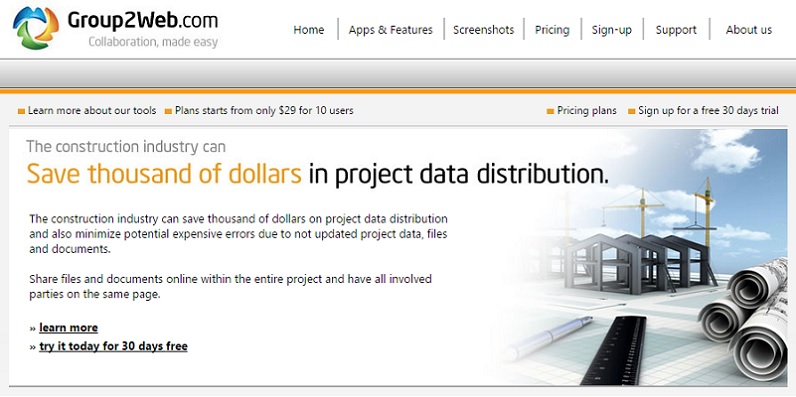 Group2Web.com
Collaboration, made easy
Home
Apps & Features
Screenshots
Pricing
Sign-up
Support
About us
Learn more about our tools
Plans starts from only $29 for 10 users
Pricing plans
Sign up for a free 30 days trial
The construction industry can
Save thousand of dollars in project data distribution.
The construction industry can save thousand of dollars on project data distribution
and also minimize potential expensive errors due to not updated project data, files
and documents.
Share files and documents online within the entire project and have all involved
parties on the same page.
» learn more
» try it today for 30 days free